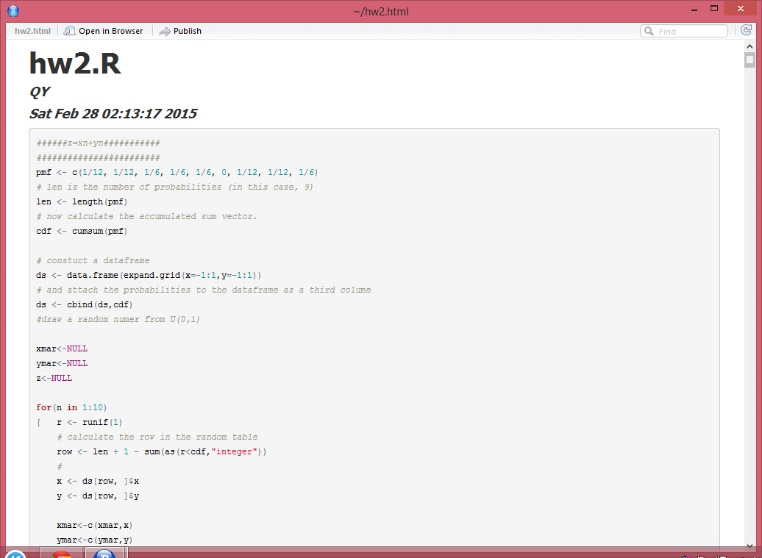 ~/hw2.html
hw2.html Open in Browser Publish Find
hw2.R
QY
Sat Feb 28 02:13:17 2015
######z=xn+yn###########
########################
pmf <- c(1/12, 1/12, 1/6, 1/6, 1/6, 0, 1/12, 1/12, 1/6)
# len is the number of probabilities (in this case, 9)
len <- length(pmf)
# now calculate the accumulated sum vector.
cdf <- cumsum(pmf)
# constuct a dataframe
ds <- data.frame(expand.grid(x=-1:1,y=-1:1))
# and attach the probabilities to the dataframe as a third colume
ds <- cbind(ds,cdf)
#draw a random numer from U(0,1)
xmar<-NULL
ymar<-NULL
z<-NULL
for(n in 1:10)
{ r <- runif(1)
# calculate the row in the random table
row <- len + 1 - sum(as(r<cdf,"integer"))
#
x <- ds[row, ]$x
y <- ds[row, ]$y
xmar<-c(xmar,x)
ymar<-c(ymar,y)